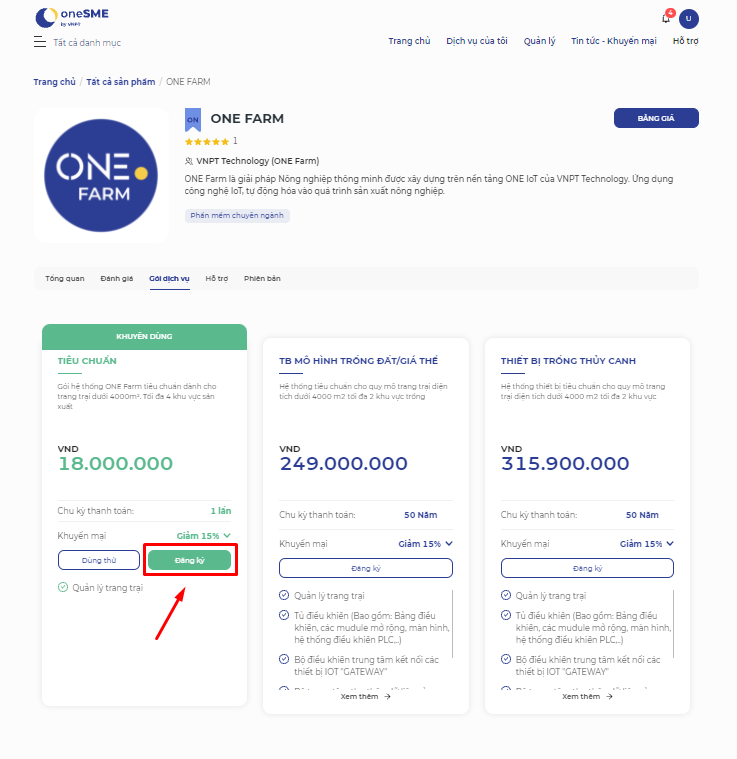 oneSME
by VNPT
4
U
Tất cả danh mục
Trang chủ Dịch vụ của tôi Quản lý Tin tức - Khuyến mại Hỗ trợ
Trang chủ / Tất cả sản phẩm / ONE FARM
ONE FARM
ON
ONE FARM
BẢNG GIÁ
1
VNPT Technology (ONE Farm)
ONE Farm là giải pháp Nông nghiệp thông minh được xây dựng trên nền tảng ONE IoT của VNPT Technology. Ứng dụng
công nghệ IoT, tự động hóa vào quá trình sản xuất nông nghiệp.
Phần mềm chuyên ngành
Tổng quan Đánh giá Gói dịch vụ Hỗ trợ Phiên bản
KHUYÊN DÙNG
TIÊU CHUẨN
Gói hệ thống ONE Farm tiêu chuẩn dành cho
trang trại dưới 4000m². Tối đa 4 khu vực sản
xuất
VND
18.000.000
Chu kỳ thanh toán: 1 lần
Khuyến mại Giảm 15%
Dùng thử Đăng ký
Quản lý trang trại
TB MÔ HÌNH TRỒNG ĐẤT/GIÁ THỂ
Hệ thống tiêu chuẩn cho quy mô trang trại diện
tích dưới 4000 m2 tối đa 2 khu vực trồng
VND
249.000.000
Chu kỳ thanh toán: 50 Năm
Khuyến mại Giảm 15%
Đăng ký
Quản lý trang trại
Tủ điều khiên (Bao gồm: Bảng điều
khiên, các mudule mở rộng, màn hình,
hệ thống điều khiên PLC,..)
Bộ điều khiên trung tâm kết nối các
thiết bị IOT "GATEWAY"
Xem thêm
THIẾT BỊ TRỒNG THỦY CANH
Hệ thống thiết bị tiêu chuẩn cho quy mô trang
trại diện tích dưới 4000 m2 tối đa 2 khu vực
VND
315.900.000
Chu kỳ thanh toán: 50 Năm
Khuyến mại Giảm 15%
Đăng ký
Quản lý trang trại
Tủ điều khiên (Bao gồm: Bảng điều
khiên, các mudule mở rộng, màn hình,
hệ thống điều khiên PLC,..)
Bộ điều khiên trung tâm kết nối các
thiết bị IOT "GATEWAY"
Xem thêm